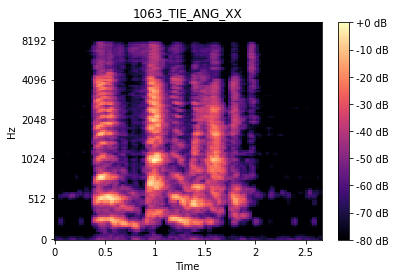 1063_TIE_ANG_XX
8192
4096
2048
1024
512
0
Hz
0
0.5
1
1.5
2
2.5
Time
+0 dB
-10 dB
-20 dB
-30 dB
-40 dB
-50 dB
-60 dB
-70 dB
-80 dB